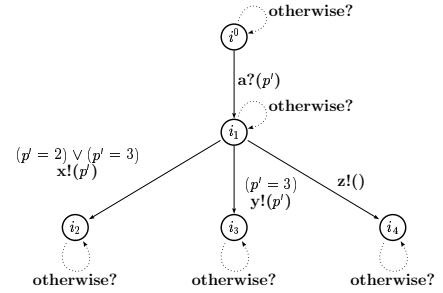 otherwise?
i⁰
a?(p′)
otherwise?
i₁
(p′ = 2) ∨ (p′ = 3)
x!(p′)
(p′ = 3)
y!(p′)
z!()
i₂
i₃
i₄
otherwise?
otherwise?
otherwise?